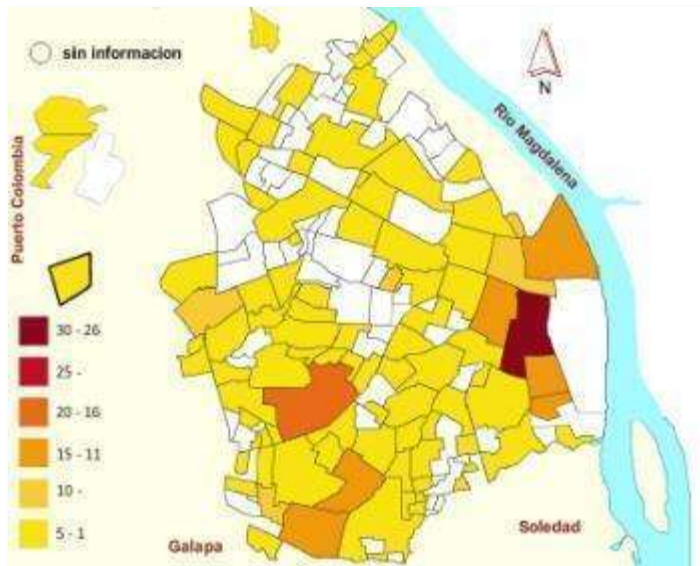 sin informacion
N
Rio Magdalena
Puerto Colombia
30 - 26
25 -
20 - 16
15 - 11
10 -
5 - 1
Galapa
Soledad